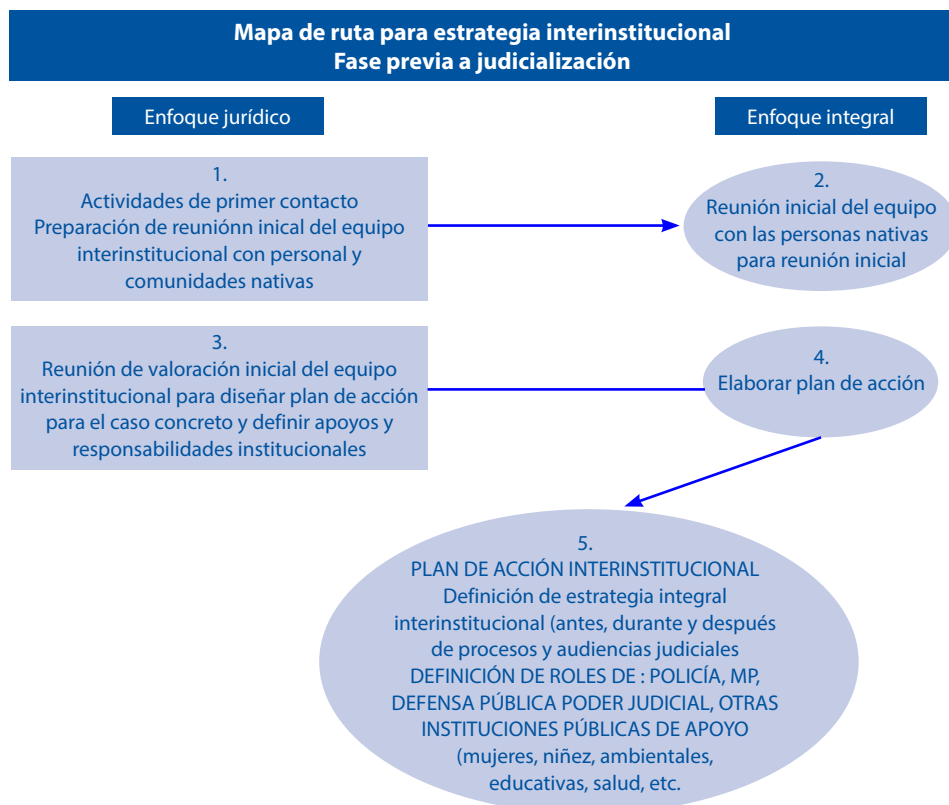 Mapa de ruta para estrategia interinstitucional
Fase previa a judicialización
Enfoque jurídico
Enfoque integral
1.
Actividades de primer contacto
Preparación de reuniónn inical del equipo
interinstitucional con personal y
comunidades nativas
2.
Reunión inicial del equipo
con las personas nativas
para reunión inicial
3.
Reunión de valoración inicial del equipo
interinstitucional para diseñar plan de acción
para el caso concreto y definir apoyos y
responsabilidades institucionales
4.
Elaborar plan de acción
5.
PLAN DE ACCIÓN INTERINSTITUCIONAL
Definición de estrategia integral
interinstitucional (antes, durante y después
de procesos y audiencias judiciales
DEFINICIÓN DE ROLES DE : POLICÍA, MP,
DEFENSA PÚBLICA PODER JUDICIAL, OTRAS
INSTITUCIONES PÚBLICAS DE APOYO
(mujeres, niñez, ambientales,
educativas, salud, etc.